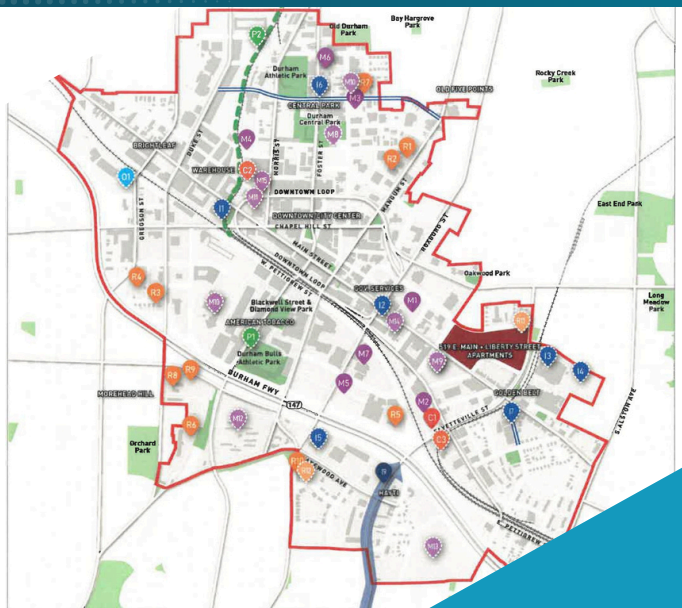 Old Durham
Park
Bay Hargrove
Park
P2
M6
Durham
Athletic Park
I6
M10
R7
M3
Rocky Creek
Park
OLD FIVE POINTS
CENTRAL PARK
Durham
Central Park
M8
BRIGHTLEAF
DUKE ST
M4
MORRIS ST
FOSTER ST
R1
R2
WAREHOUSE
C2
M15
O1
MANGUM ST
DOWNTOWN LOOP
M11
I1
DOWNTOWN CITY CENTER
East End Park
CHAPEL HILL ST
GREGSON ST
ROXBORO ST
MAIN STREET
DOWNTOWN LOOP
W. PETTIGREW ST
Oakwood Park
R4
R3
GOV. SERVICES
Long
Meadow
Park
Blackwell Street &
Diamond View Park
I2
M1
AMERICAN TOBACCO
M14
R11
P1
Durham Bulls
Athletic Park
519 E. MAIN + LIBERTY STREET
APARTMENTS
M7
M9
I3
I4
R8
R9
DURHAM FWY
M5
MOREHEAD HILL
GOLDEN BELT
147
M2
S. ALSTON AVE
R6
M12
R5
C1
I7
Orchard
Park
I5
C3
HAYTI
M13
E. PETTIGREW